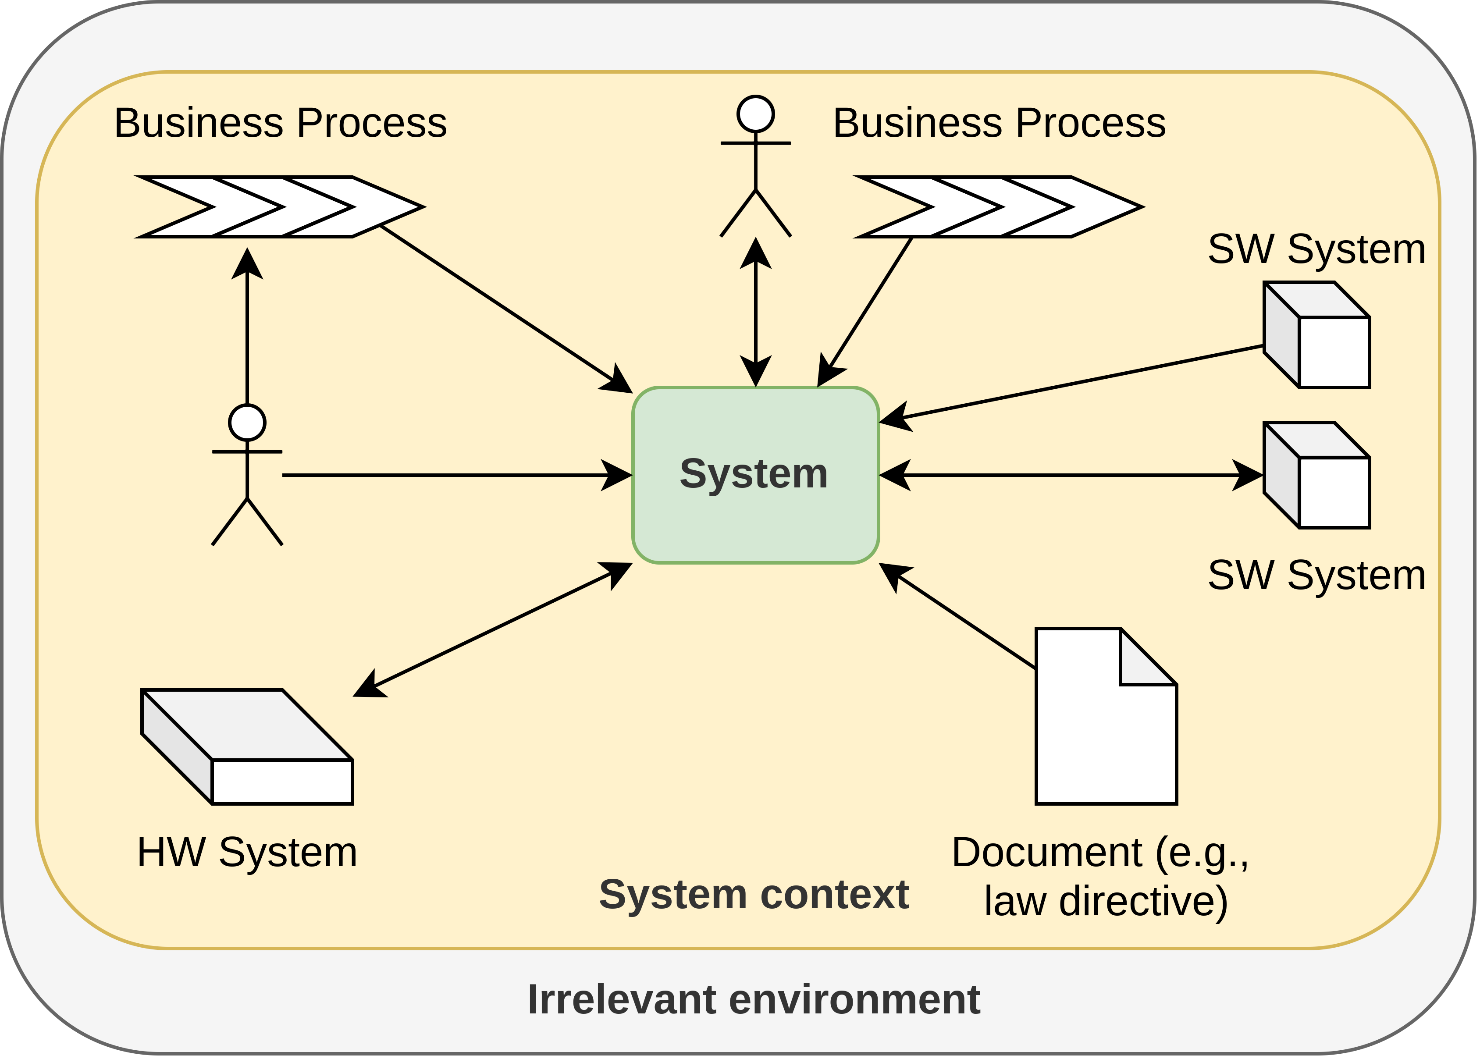 Business Process
Business Process
SW System
System
SW System
HW System
Document (e.g.,
law directive)
System context
Irrelevant environment